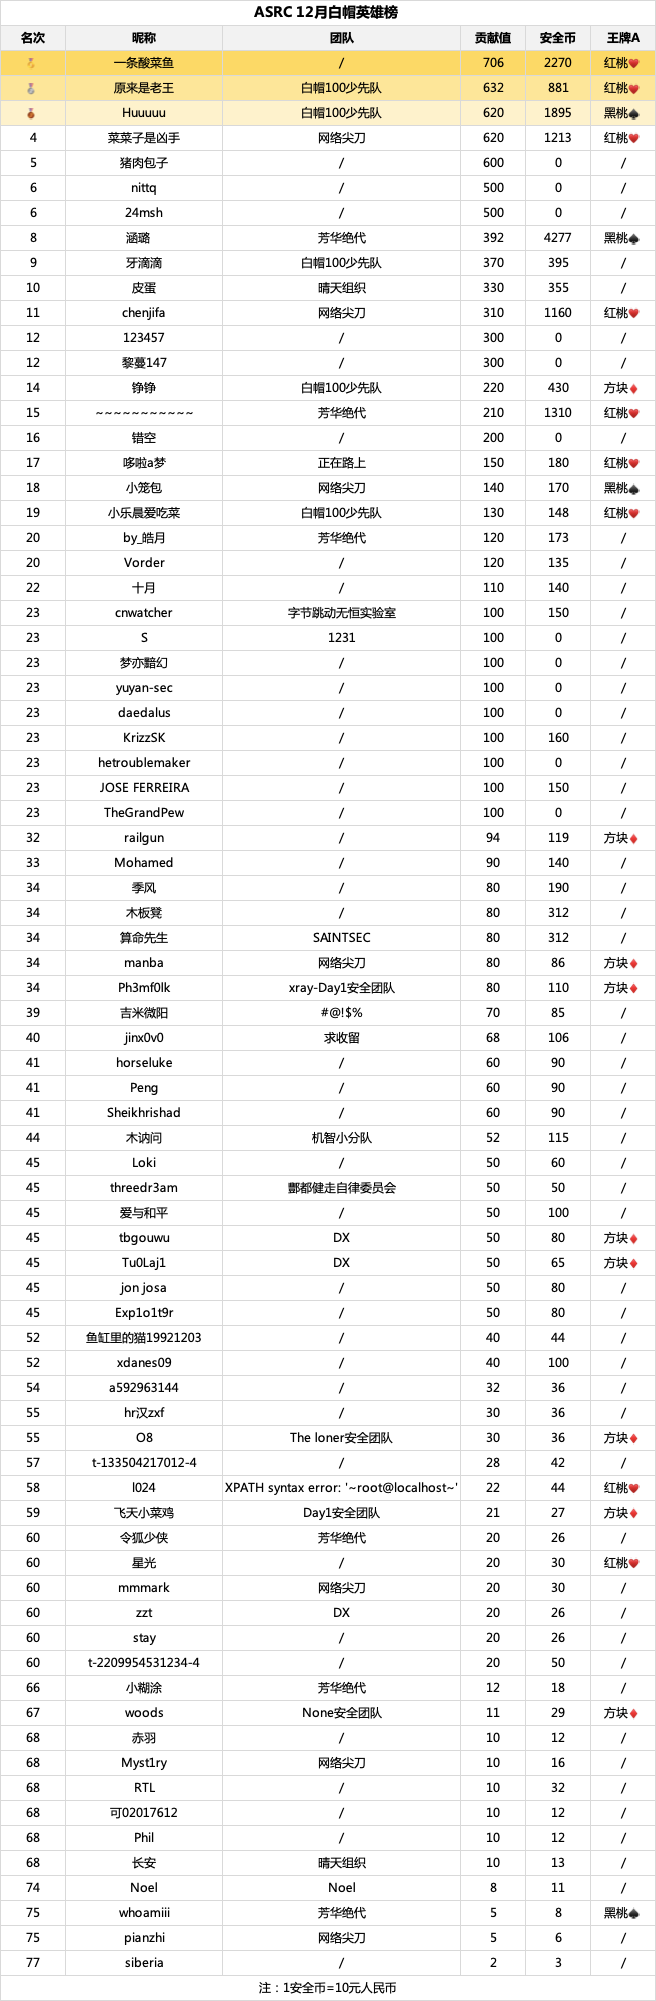 ASRC 12月白帽英雄榜
名次 昵称 团队 贡献值 安全币 王牌A
一条酸菜鱼 / 706 2270 红桃♥
原来是老王 白帽100少先队 632 881 红桃♥
Huuuuu 白帽100少先队 620 1895 黑桃♠
4 菜菜子是凶手 网络尖刀 620 1213 红桃♥
5 猪肉包子 / 600 0 /
6 nittq / 500 0 /
6 24msh / 500 0 /
8 涵璐 芳华绝代 392 4277 黑桃♠
9 牙滴滴 白帽100少先队 370 395 /
10 皮蛋 晴天组织 330 355 /
11 chenjifa 网络尖刀 310 1160 红桃♥
12 123457 / 300 0 /
12 黎蔓147 / 300 0 /
14 铮铮 白帽100少先队 220 430 方块♦
15 ~~~~~~~~~~~ 芳华绝代 210 1310 红桃♥
16 错空 / 200 0 /
17 哆啦a梦 正在路上 150 180 红桃♥
18 小笼包 网络尖刀 140 170 黑桃♠
19 小乐晨爱吃菜 白帽100少先队 130 148 红桃♥
20 by_皓月 芳华绝代 120 173 /
20 Vorder / 120 135 /
22 十月 / 110 140 /
23 cnwatcher 字节跳动无恒实验室 100 150 /
23 S 1231 100 0 /
23 梦亦黯幻 / 100 0 /
23 yuyan-sec / 100 0 /
23 daedalus / 100 0 /
23 KrizzSK / 100 160 /
23 hetroublemaker / 100 0 /
23 JOSE FERREIRA / 100 150 /
23 TheGrandPew / 100 0 /
32 railgun / 94 119 方块♦
33 Mohamed / 90 140 /
34 季风 / 80 190 /
34 木板凳 / 80 312 /
34 算命先生 SAINTSEC 80 312 /
34 manba 网络尖刀 80 86 方块♦
34 Ph3mf0lk xray-Day1安全团队 80 110 方块♦
39 吉米微阳 #@!$% 70 85 /
40 jinx0v0 求收留 68 106 /
41 horseluke / 60 90 /
41 Peng / 60 90 /
41 Sheikhrishad / 60 90 /
44 木讷问 机智小分队 52 115 /
45 Loki / 50 60 /
45 threedr3am 酆都健走自律委员会 50 50 /
45 爱与和平 / 50 100 /
45 tbgouwu DX 50 80 方块♦
45 Tu0Laj1 DX 50 65 方块♦
45 jon josa / 50 80 /
45 Exp1o1t9r / 50 80 /
52 鱼缸里的猫19921203 / 40 44 /
52 xdanes09 / 40 100 /
54 a592963144 / 32 36 /
55 hr汉zxf / 30 36 /
55 O8 The loner安全团队 30 36 方块♦
57 t-133504217012-4 / 28 42 /
58 l024 XPATH syntax error: '~root@localhost~' 22 44 红桃♥
59 飞天小菜鸡 Day1安全团队 21 27 方块♦
60 令狐少侠 芳华绝代 20 26 /
60 星光 / 20 30 红桃♥
60 mmmark 网络尖刀 20 30 /
60 zzt DX 20 26 /
60 stay / 20 26 /
60 t-2209954531234-4 / 20 50 /
66 小糊涂 芳华绝代 12 18 /
67 woods None安全团队 11 29 方块♦
68 赤羽 / 10 12 /
68 Myst1ry 网络尖刀 10 16 /
68 RTL / 10 32 /
68 可02017612 / 10 12 /
68 Phil / 10 12 /
68 长安 晴天组织 10 13 /
74 Noel Noel 8 11 /
75 whoamiii 芳华绝代 5 8 黑桃♠
75 pianzhi 网络尖刀 5 6 /
77 siberia / 2 3 /
注：1安全币=10元人民币